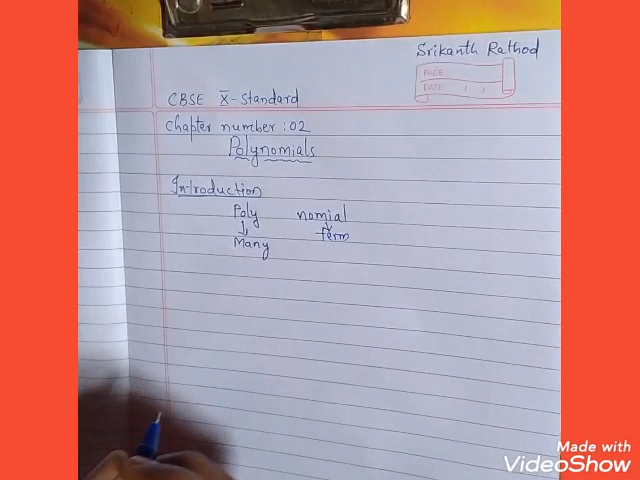 Srikanth Rathod
PAGE
DATE / /
CBSE X-Standard
Chapter number : 02
Polynomials
Introduction
Poly nomial
Many term
Made with
VideoShow